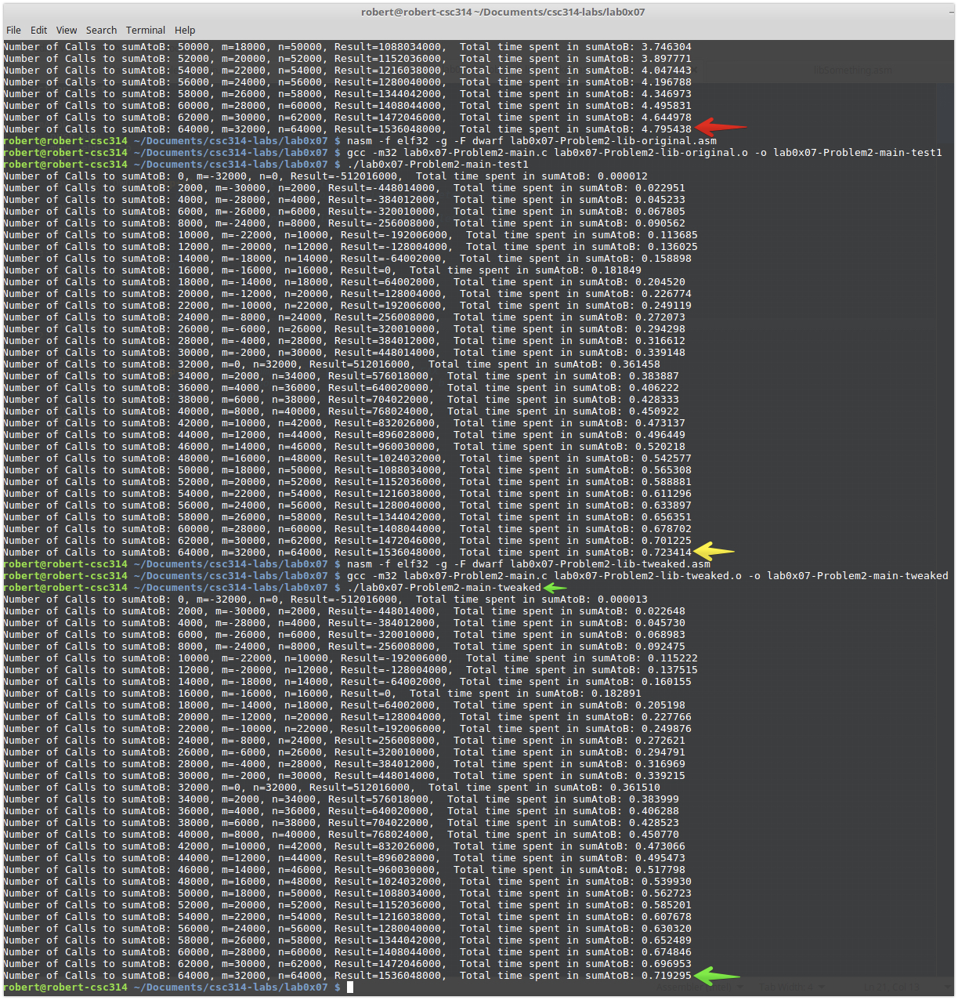 robert@robert-csc314 ~/Documents/csc314-labs/lab0x07
File Edit View Search Terminal Help
Number of Calls to sumAtoB: 50000, m=18000, n=50000, Result=1088034000,  Total time spent in sumAtoB: 3.746304
Number of Calls to sumAtoB: 52000, m=20000, n=52000, Result=1152036000,  Total time spent in sumAtoB: 3.897771
Number of Calls to sumAtoB: 54000, m=22000, n=54000, Result=1216038000,  Total time spent in sumAtoB: 4.047443
Number of Calls to sumAtoB: 56000, m=24000, n=56000, Result=1280040000,  Total time spent in sumAtoB: 4.196788
Number of Calls to sumAtoB: 58000, m=26000, n=58000, Result=1344042000,  Total time spent in sumAtoB: 4.346973
Number of Calls to sumAtoB: 60000, m=28000, n=60000, Result=1408044000,  Total time spent in sumAtoB: 4.495831
Number of Calls to sumAtoB: 62000, m=30000, n=62000, Result=1472046000,  Total time spent in sumAtoB: 4.644978
Number of Calls to sumAtoB: 64000, m=32000, n=64000, Result=1536048000,  Total time spent in sumAtoB: 4.795438
robert@robert-csc314 ~/Documents/csc314-labs/lab0x07 $ nasm -f elf32 -g -F dwarf lab0x07-Problem2-lib-original.asm
robert@robert-csc314 ~/Documents/csc314-labs/lab0x07 $ gcc -m32 lab0x07-Problem2-main.c lab0x07-Problem2-lib-original.o -o lab0x07-Problem2-main-test1
robert@robert-csc314 ~/Documents/csc314-labs/lab0x07 $ ./lab0x07-Problem2-main-test1
Number of Calls to sumAtoB: 0, m=-32000, n=0, Result=-512016000,  Total time spent in sumAtoB: 0.000012
Number of Calls to sumAtoB: 2000, m=-30000, n=2000, Result=-448014000,  Total time spent in sumAtoB: 0.022951
Number of Calls to sumAtoB: 4000, m=-28000, n=4000, Result=-384012000,  Total time spent in sumAtoB: 0.045233
Number of Calls to sumAtoB: 6000, m=-26000, n=6000, Result=-320010000,  Total time spent in sumAtoB: 0.067805
Number of Calls to sumAtoB: 8000, m=-24000, n=8000, Result=-256008000,  Total time spent in sumAtoB: 0.090562
Number of Calls to sumAtoB: 10000, m=-22000, n=10000, Result=-192006000,  Total time spent in sumAtoB: 0.113685
Number of Calls to sumAtoB: 12000, m=-20000, n=12000, Result=-128004000,  Total time spent in sumAtoB: 0.136025
Number of Calls to sumAtoB: 14000, m=-18000, n=14000, Result=-64002000,  Total time spent in sumAtoB: 0.158898
Number of Calls to sumAtoB: 16000, m=-16000, n=16000, Result=0,  Total time spent in sumAtoB: 0.181849
Number of Calls to sumAtoB: 18000, m=-14000, n=18000, Result=64002000,  Total time spent in sumAtoB: 0.204520
Number of Calls to sumAtoB: 20000, m=-12000, n=20000, Result=128004000,  Total time spent in sumAtoB: 0.226774
Number of Calls to sumAtoB: 22000, m=-10000, n=22000, Result=192006000,  Total time spent in sumAtoB: 0.249119
Number of Calls to sumAtoB: 24000, m=-8000, n=24000, Result=256008000,  Total time spent in sumAtoB: 0.272073
Number of Calls to sumAtoB: 26000, m=-6000, n=26000, Result=320010000,  Total time spent in sumAtoB: 0.294298
Number of Calls to sumAtoB: 28000, m=-4000, n=28000, Result=384012000,  Total time spent in sumAtoB: 0.316612
Number of Calls to sumAtoB: 30000, m=-2000, n=30000, Result=448014000,  Total time spent in sumAtoB: 0.339148
Number of Calls to sumAtoB: 32000, m=0, n=32000, Result=512016000,  Total time spent in sumAtoB: 0.361458
Number of Calls to sumAtoB: 34000, m=2000, n=34000, Result=576018000,  Total time spent in sumAtoB: 0.383887
Number of Calls to sumAtoB: 36000, m=4000, n=36000, Result=640020000,  Total time spent in sumAtoB: 0.406222
Number of Calls to sumAtoB: 38000, m=6000, n=38000, Result=704022000,  Total time spent in sumAtoB: 0.428333
Number of Calls to sumAtoB: 40000, m=8000, n=40000, Result=768024000,  Total time spent in sumAtoB: 0.450922
Number of Calls to sumAtoB: 42000, m=10000, n=42000, Result=832026000,  Total time spent in sumAtoB: 0.473137
Number of Calls to sumAtoB: 44000, m=12000, n=44000, Result=896028000,  Total time spent in sumAtoB: 0.496449
Number of Calls to sumAtoB: 46000, m=14000, n=46000, Result=960030000,  Total time spent in sumAtoB: 0.520218
Number of Calls to sumAtoB: 48000, m=16000, n=48000, Result=1024032000,  Total time spent in sumAtoB: 0.542577
Number of Calls to sumAtoB: 50000, m=18000, n=50000, Result=1088034000,  Total time spent in sumAtoB: 0.565308
Number of Calls to sumAtoB: 52000, m=20000, n=52000, Result=1152036000,  Total time spent in sumAtoB: 0.588881
Number of Calls to sumAtoB: 54000, m=22000, n=54000, Result=1216038000,  Total time spent in sumAtoB: 0.611296
Number of Calls to sumAtoB: 56000, m=24000, n=56000, Result=1280040000,  Total time spent in sumAtoB: 0.633897
Number of Calls to sumAtoB: 58000, m=26000, n=58000, Result=1344042000,  Total time spent in sumAtoB: 0.656351
Number of Calls to sumAtoB: 60000, m=28000, n=60000, Result=1408044000,  Total time spent in sumAtoB: 0.678702
Number of Calls to sumAtoB: 62000, m=30000, n=62000, Result=1472046000,  Total time spent in sumAtoB: 0.701225
Number of Calls to sumAtoB: 64000, m=32000, n=64000, Result=1536048000,  Total time spent in sumAtoB: 0.723414
robert@robert-csc314 ~/Documents/csc314-labs/lab0x07 $ nasm -f elf32 -g -F dwarf lab0x07-Problem2-lib-tweaked.asm
robert@robert-csc314 ~/Documents/csc314-labs/lab0x07 $ gcc -m32 lab0x07-Problem2-main.c lab0x07-Problem2-lib-tweaked.o -o lab0x07-Problem2-main-tweaked
robert@robert-csc314 ~/Documents/csc314-labs/lab0x07 $ ./lab0x07-Problem2-main-tweaked
Number of Calls to sumAtoB: 0, m=-32000, n=0, Result=-512016000,  Total time spent in sumAtoB: 0.000013
Number of Calls to sumAtoB: 2000, m=-30000, n=2000, Result=-448014000,  Total time spent in sumAtoB: 0.022648
Number of Calls to sumAtoB: 4000, m=-28000, n=4000, Result=-384012000,  Total time spent in sumAtoB: 0.045730
Number of Calls to sumAtoB: 6000, m=-26000, n=6000, Result=-320010000,  Total time spent in sumAtoB: 0.068983
Number of Calls to sumAtoB: 8000, m=-24000, n=8000, Result=-256008000,  Total time spent in sumAtoB: 0.092475
Number of Calls to sumAtoB: 10000, m=-22000, n=10000, Result=-192006000,  Total time spent in sumAtoB: 0.115222
Number of Calls to sumAtoB: 12000, m=-20000, n=12000, Result=-128004000,  Total time spent in sumAtoB: 0.137515
Number of Calls to sumAtoB: 14000, m=-18000, n=14000, Result=-64002000,  Total time spent in sumAtoB: 0.160155
Number of Calls to sumAtoB: 16000, m=-16000, n=16000, Result=0,  Total time spent in sumAtoB: 0.182891
Number of Calls to sumAtoB: 18000, m=-14000, n=18000, Result=64002000,  Total time spent in sumAtoB: 0.205198
Number of Calls to sumAtoB: 20000, m=-12000, n=20000, Result=128004000,  Total time spent in sumAtoB: 0.227766
Number of Calls to sumAtoB: 22000, m=-10000, n=22000, Result=192006000,  Total time spent in sumAtoB: 0.249876
Number of Calls to sumAtoB: 24000, m=-8000, n=24000, Result=256008000,  Total time spent in sumAtoB: 0.272621
Number of Calls to sumAtoB: 26000, m=-6000, n=26000, Result=320010000,  Total time spent in sumAtoB: 0.294791
Number of Calls to sumAtoB: 28000, m=-4000, n=28000, Result=384012000,  Total time spent in sumAtoB: 0.316969
Number of Calls to sumAtoB: 30000, m=-2000, n=30000, Result=448014000,  Total time spent in sumAtoB: 0.339215
Number of Calls to sumAtoB: 32000, m=0, n=32000, Result=512016000,  Total time spent in sumAtoB: 0.361510
Number of Calls to sumAtoB: 34000, m=2000, n=34000, Result=576018000,  Total time spent in sumAtoB: 0.383999
Number of Calls to sumAtoB: 36000, m=4000, n=36000, Result=640020000,  Total time spent in sumAtoB: 0.406288
Number of Calls to sumAtoB: 38000, m=6000, n=38000, Result=704022000,  Total time spent in sumAtoB: 0.428523
Number of Calls to sumAtoB: 40000, m=8000, n=40000, Result=768024000,  Total time spent in sumAtoB: 0.450770
Number of Calls to sumAtoB: 42000, m=10000, n=42000, Result=832026000,  Total time spent in sumAtoB: 0.473066
Number of Calls to sumAtoB: 44000, m=12000, n=44000, Result=896028000,  Total time spent in sumAtoB: 0.495473
Number of Calls to sumAtoB: 46000, m=14000, n=46000, Result=960030000,  Total time spent in sumAtoB: 0.517798
Number of Calls to sumAtoB: 48000, m=16000, n=48000, Result=1024032000,  Total time spent in sumAtoB: 0.539930
Number of Calls to sumAtoB: 50000, m=18000, n=50000, Result=1088034000,  Total time spent in sumAtoB: 0.562723
Number of Calls to sumAtoB: 52000, m=20000, n=52000, Result=1152036000,  Total time spent in sumAtoB: 0.585201
Number of Calls to sumAtoB: 54000, m=22000, n=54000, Result=1216038000,  Total time spent in sumAtoB: 0.607678
Number of Calls to sumAtoB: 56000, m=24000, n=56000, Result=1280040000,  Total time spent in sumAtoB: 0.630320
Number of Calls to sumAtoB: 58000, m=26000, n=58000, Result=1344042000,  Total time spent in sumAtoB: 0.652489
Number of Calls to sumAtoB: 60000, m=28000, n=60000, Result=1408044000,  Total time spent in sumAtoB: 0.674846
Number of Calls to sumAtoB: 62000, m=30000, n=62000, Result=1472046000,  Total time spent in sumAtoB: 0.696953
Number of Calls to sumAtoB: 64000, m=32000, n=64000, Result=1536048000,  Total time spent in sumAtoB: 0.719295
robert@robert-csc314 ~/Documents/csc314-labs/lab0x07 $